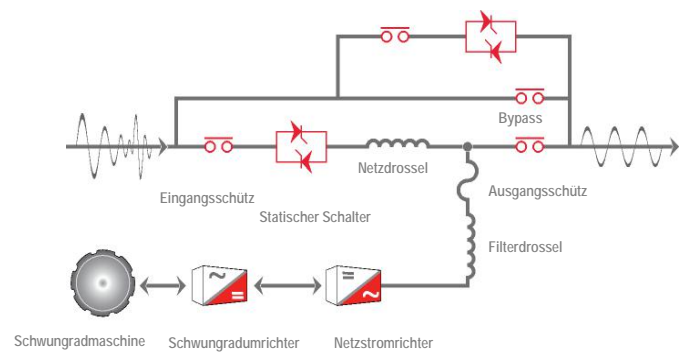 Bypass
Netzdrossel
Eingangsschütz
Ausgangsschütz
Statischer Schalter
Filterdrossel
Schwungradmaschine
Schwungradumrichter
Netzstromrichter